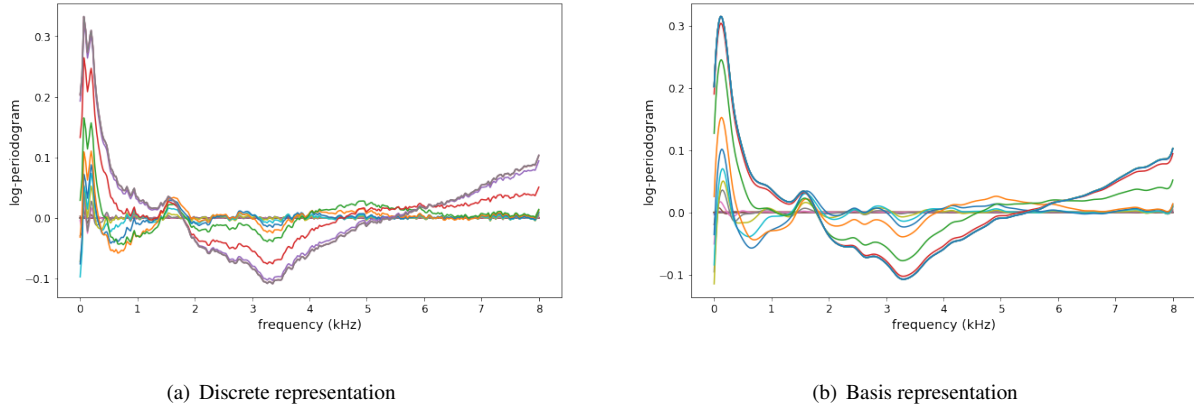 0.3
0.2
0.1
0.0
−0.1
log-periodogram
0 1 2 3 4 5 6 7 8
frequency (kHz)
(a) Discrete representation
0.3
0.2
0.1
0.0
−0.1
log-periodogram
0 1 2 3 4 5 6 7 8
frequency (kHz)
(b) Basis representation